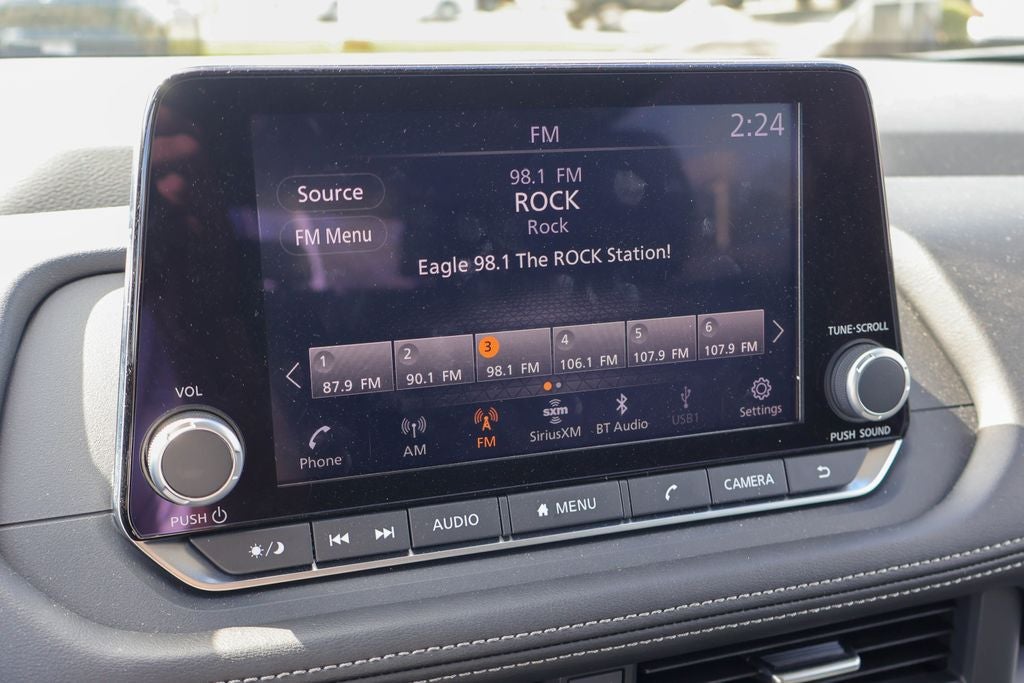 FM
2:24
98.1 FM
Source
ROCK
Rock
FM Menu
Eagle 98.1 The ROCK Station!
TUNE·SCROLL
1
2
3
4
5
6
87.9 FM
90.1 FM
98.1 FM
106.1 FM
107.9 FM
107.9 FM
VOL
Phone
AM
FM
sxm
SiriusXM
BT Audio
USB1
Settings
PUSH SOUND
PUSH
AUDIO
MENU
CAMERA